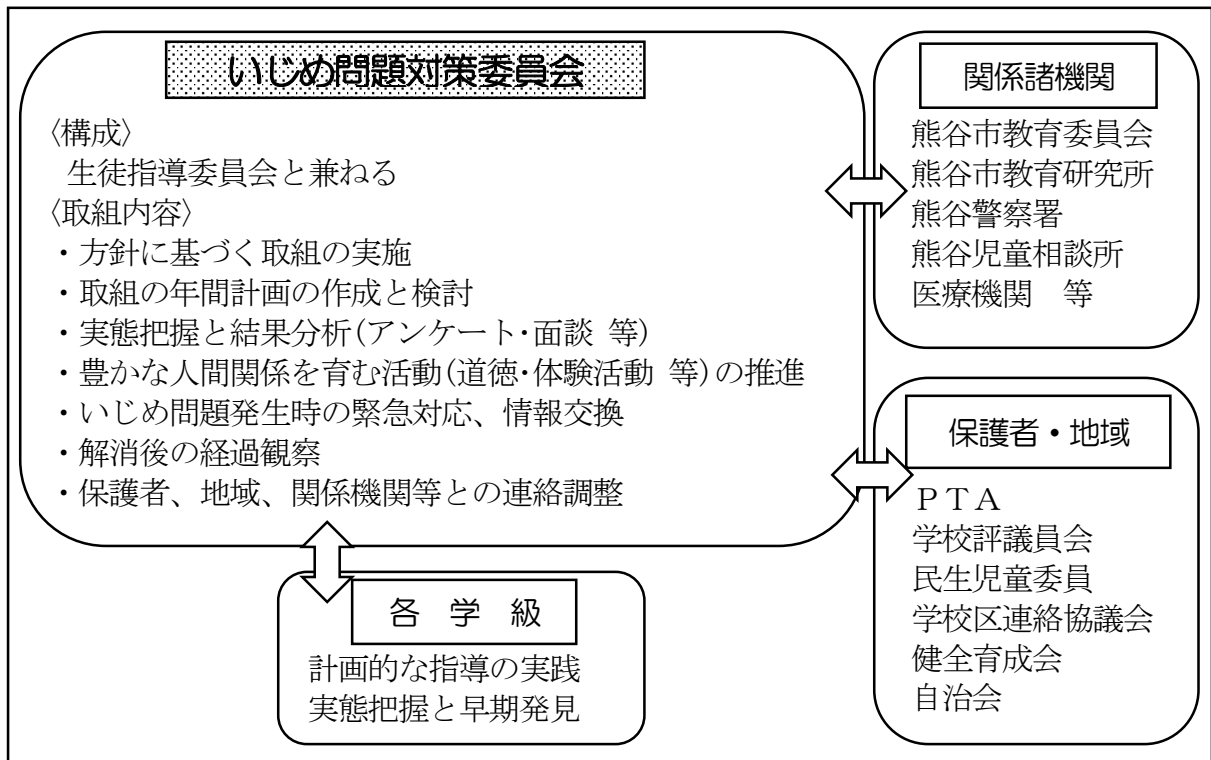 いじめ問題対策委員会
〈構成〉
生徒指導委員会と兼ねる
〈取組内容〉
・方針に基づく取組の実施
・取組の年間計画の作成と検討
・実態把握と結果分析(アンケート・面談 等)
・豊かな人間関係を育む活動(道徳・体験活動 等)の推進
・いじめ問題発生時の緊急対応、情報交換
・解消後の経過観察
・保護者、地域、関係機関等との連絡調整
関係諸機関
熊谷市教育委員会
熊谷市教育研究所
熊谷警察署
熊谷児童相談所
医療機関 等
保護者・地域
ＰＴＡ
学校評議員会
民生児童委員
学校区連絡協議会
健全育成会
自治会
各 学 級
計画的な指導の実践
実態把握と早期発見